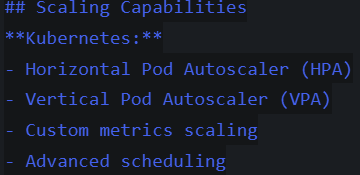 ## Scaling Capabilities
**Kubernetes:**
- Horizontal Pod Autoscaler (HPA)
- Vertical Pod Autoscaler (VPA)
- Custom metrics scaling
- Advanced scheduling